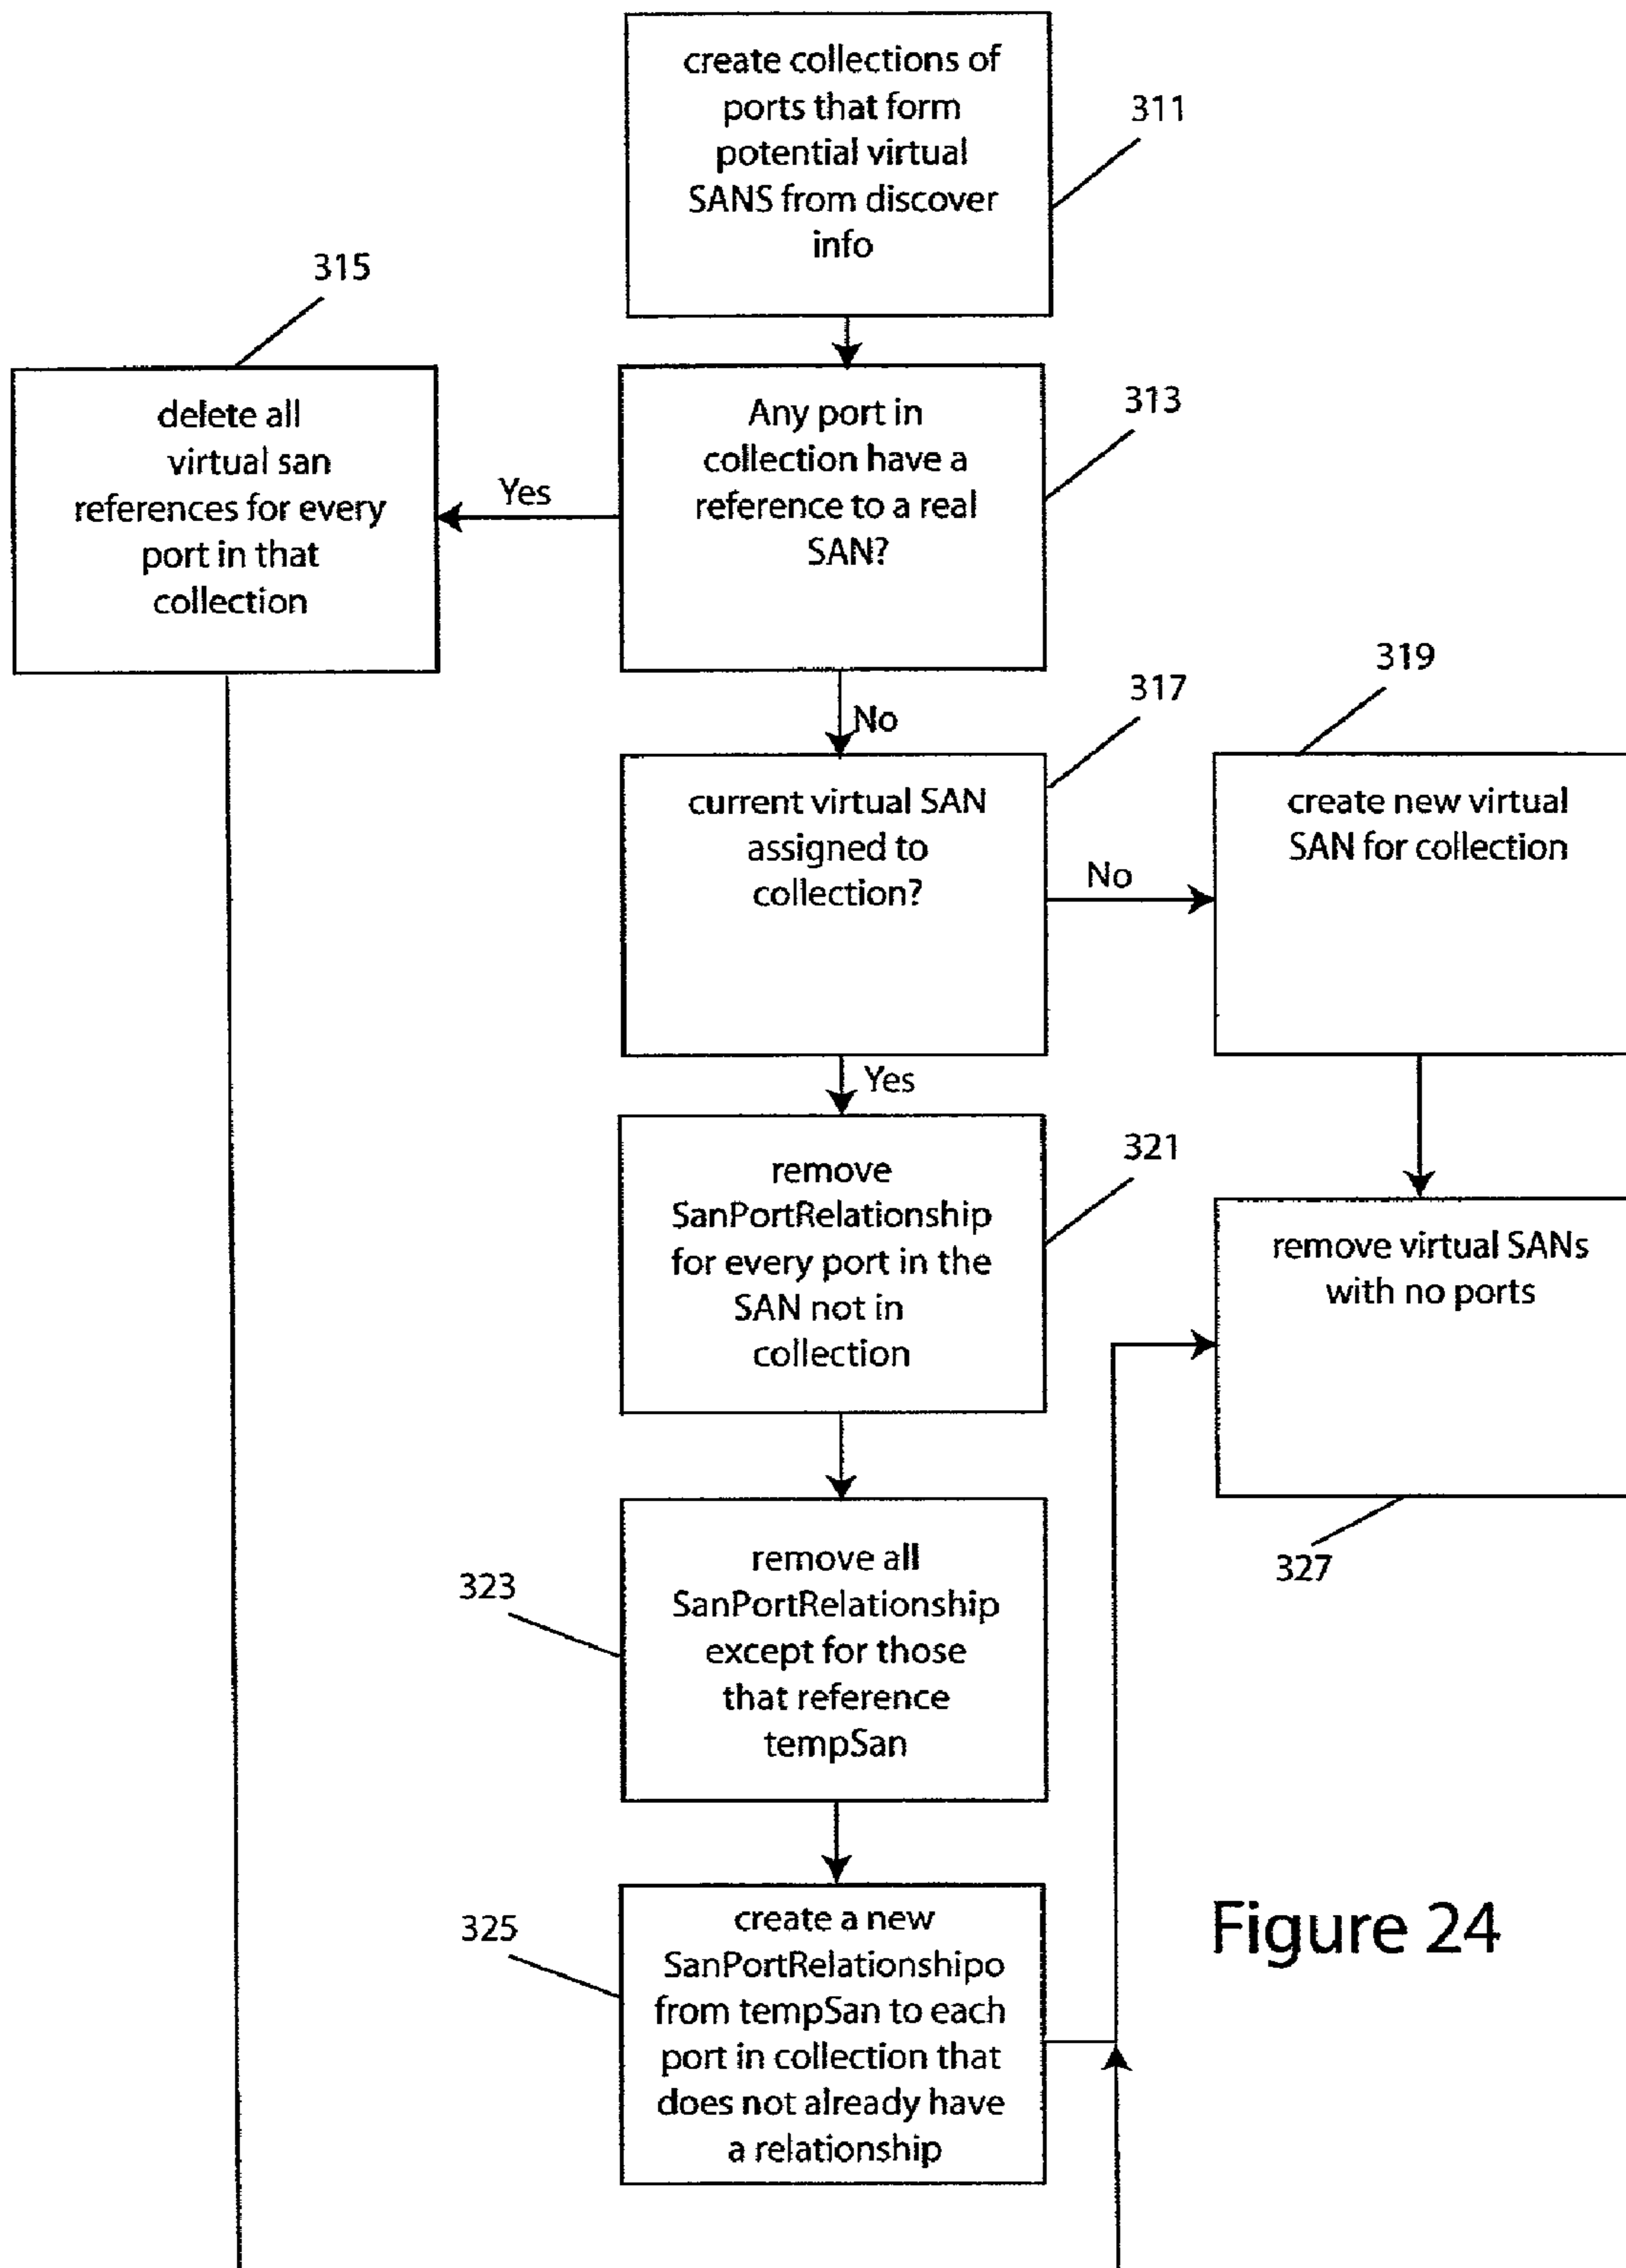 create collections of
ports that form
potential virtual
SANS from discover
info
311
315
delete all
virtual san
references for every
port in that
collection
Yes
Any port in
collection have a
reference to a real
SAN?
313
No
317
current virtual SAN
assigned to
collection?
No
319
create new virtual
SAN for collection
Yes
remove
SanPortRelationship
for every port in the
SAN not in
collection
321
remove virtual SANs
with no ports
327
323
remove all
SanPortRelationship
except for those
that reference
tempSan
325
create a new
SanPortRelationshipo
from tempSan to each
port in collection that
does not already have
a relationship
Figure 24